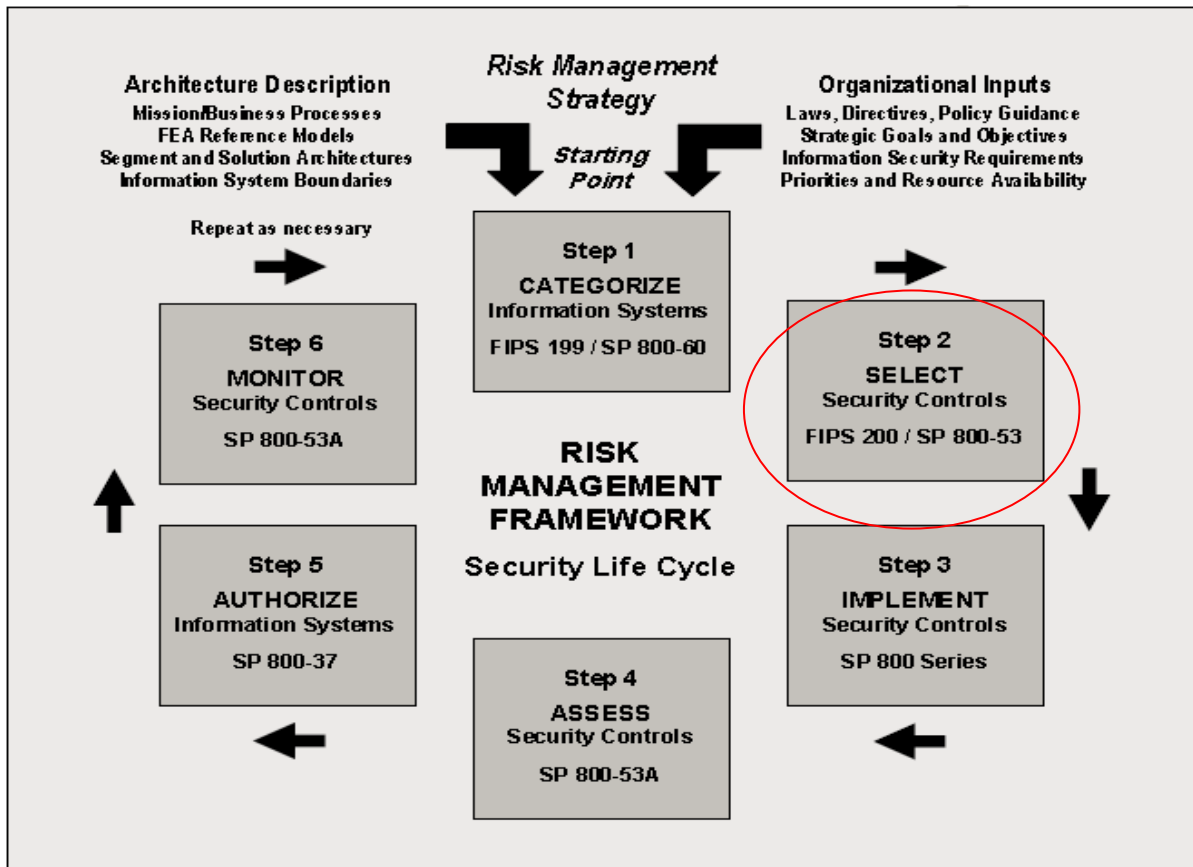 Architecture Description
Mission/Business Processes
FEA Reference Models
Segment and Solution Architectures
Information System Boundaries
Risk Management
Strategy
Starting
Point
Organizational Inputs
Laws, Directives, Policy Guidance
Strategic Goals and Objectives
Information Security Requirements
Priorities and Resource Availability
Repeat as necessary
Step 1
CATEGORIZE
Information Systems
FIPS 199 / SP 800-60
Step 2
SELECT
Security Controls
FIPS 200 / SP 800-53
Step 3
IMPLEMENT
Security Controls
SP 800 Series
Step 4
ASSESS
Security Controls
SP 800-53A
Step 5
AUTHORIZE
Information Systems
SP 800-37
Step 6
MONITOR
Security Controls
SP 800-53A
RISK
MANAGEMENT
FRAMEWORK
Security Life Cycle